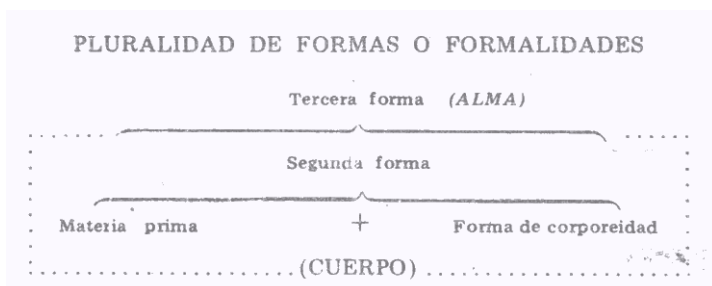 PLURALIDAD DE FORMAS O FORMALIDADES
Tercera forma (ALMA)
Segunda forma
Materia prima + Forma de corporeidad
(CUERPO)